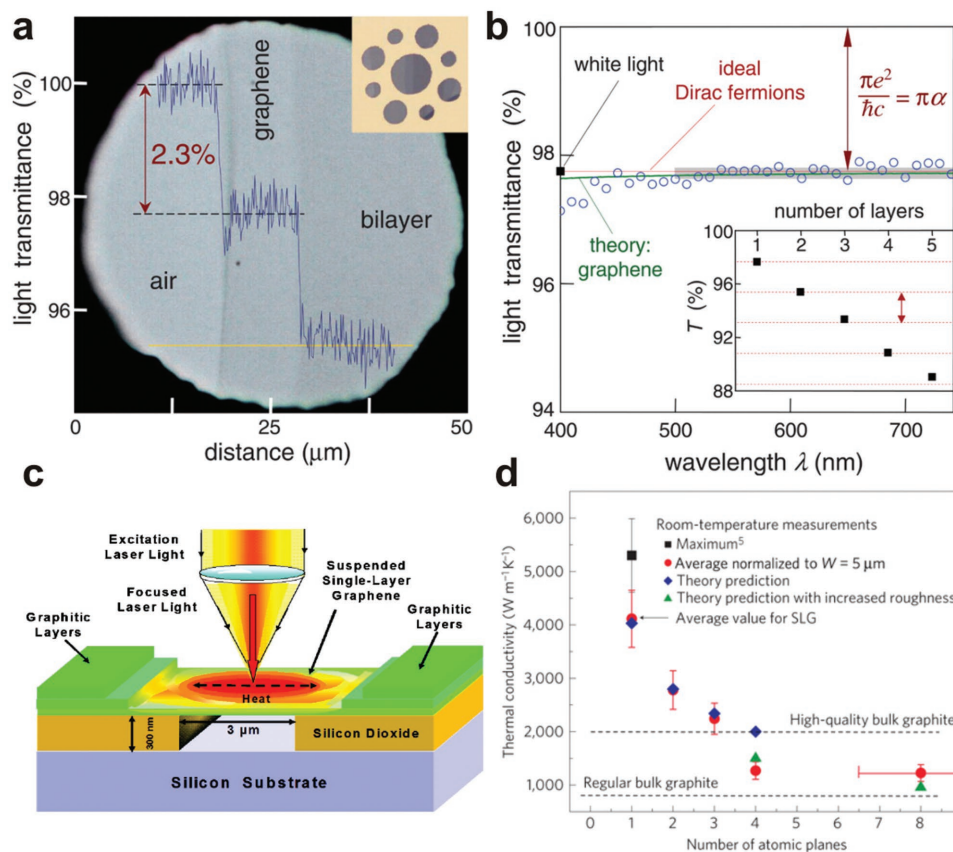 a
light transmittance (%)
100
98
96
2.3%
graphene
air
bilayer
0
25
50
distance (μm)
b
light transmittance (%)
100
98
96
94
white light
ideal
Dirac fermions
πe²/ħc = πα
theory:
graphene
number of layers
1 2 3 4 5
T (%)
100
96
92
88
400 500 600 700
wavelength λ (nm)
c
Excitation
Laser Light
Focused
Laser Light
Suspended
Single-Layer
Graphene
Graphitic
Layers
Graphitic
Layers
Heat
300 nm
3 μm
Silicon Dioxide
Silicon Substrate
d
Thermal conductivity (W m⁻¹ K⁻¹)
6,000
5,000
4,000
3,000
2,000
1,000
Room-temperature measurements
Maximum⁵
Average normalized to W = 5 μm
Theory prediction
Theory prediction with increased roughness
Average value for SLG
High-quality bulk graphite
Regular bulk graphite
0 1 2 3 4 5 6 7 8
Number of atomic planes